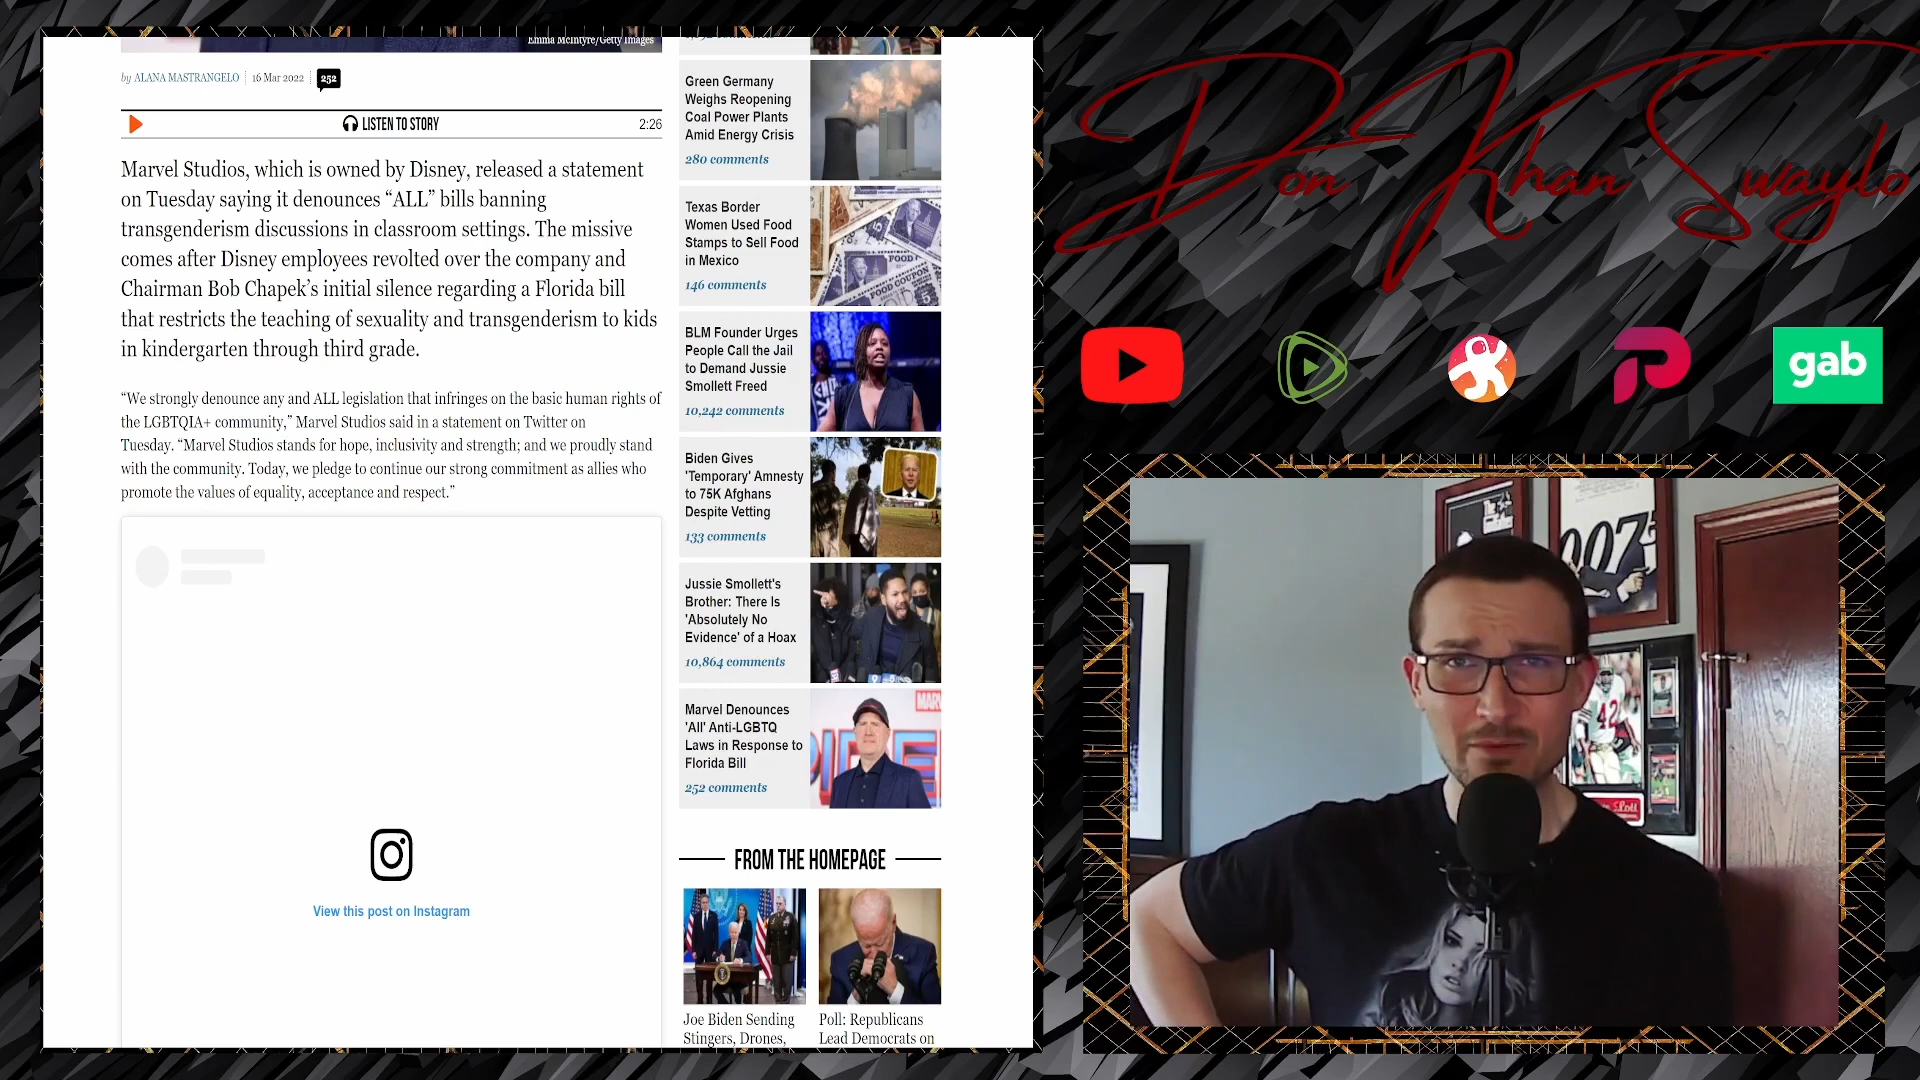 Emma McIntyre/Getty Images
by ALANA MASTRANGELO 16 Mar 2022 252
LISTEN TO STORY 2:26
Marvel Studios, which is owned by Disney, released a statement
on Tuesday saying it denounces “ALL” bills banning
transgenderism discussions in classroom settings. The missive
comes after Disney employees revolted over the company and
Chairman Bob Chapek’s initial silence regarding a Florida bill
that restricts the teaching of sexuality and transgenderism to kids
in kindergarten through third grade.
“We strongly denounce any and ALL legislation that infringes on the basic human rights of
the LGBTQIA+ community,” Marvel Studios said in a statement on Twitter on
Tuesday. “Marvel Studios stands for hope, inclusivity and strength; and we proudly stand
with the community. Today, we pledge to continue our strong commitment as allies who
promote the values of equality, acceptance and respect.”
View this post on Instagram
Green Germany
Weighs Reopening
Coal Power Plants
Amid Energy Crisis
280 comments
Texas Border
Women Used Food
Stamps to Sell Food
in Mexico
146 comments
FOOD COUPON
BLM Founder Urges
People Call the Jail
to Demand Jussie
Smollett Freed
10,242 comments
Biden Gives
'Temporary' Amnesty
to 75K Afghans
Despite Vetting
133 comments
Jussie Smollett's
Brother: There Is
'Absolutely No
Evidence' of a Hoax
10,864 comments
Marvel Denounces
'All' Anti-LGBTQ
Laws in Response to
Florida Bill
252 comments
MAR
FROM THE HOMEPAGE
Joe Biden Sending
Stingers, Drones,
Poll: Republicans
Lead Democrats on
Don Khan Swaylo
gab
007
42
Lott